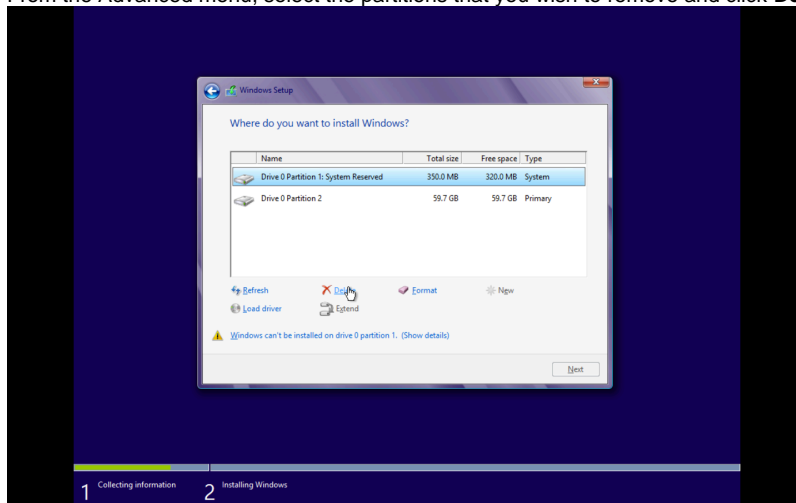 From the Advanced menu, select the partitions that you wish to remove and click
Windows Setup
Where do you want to install Windows?
Name Total size Free space Type
Drive 0 Partition 1: System Reserved 350.0 MB 320.0 MB System
Drive 0 Partition 2 59.7 GB 59.7 GB Primary
Refresh Delete Format New
Load driver Extend
Windows can't be installed on drive 0 partition 1. (Show details)
Next
1 Collecting information 2 Installing Windows